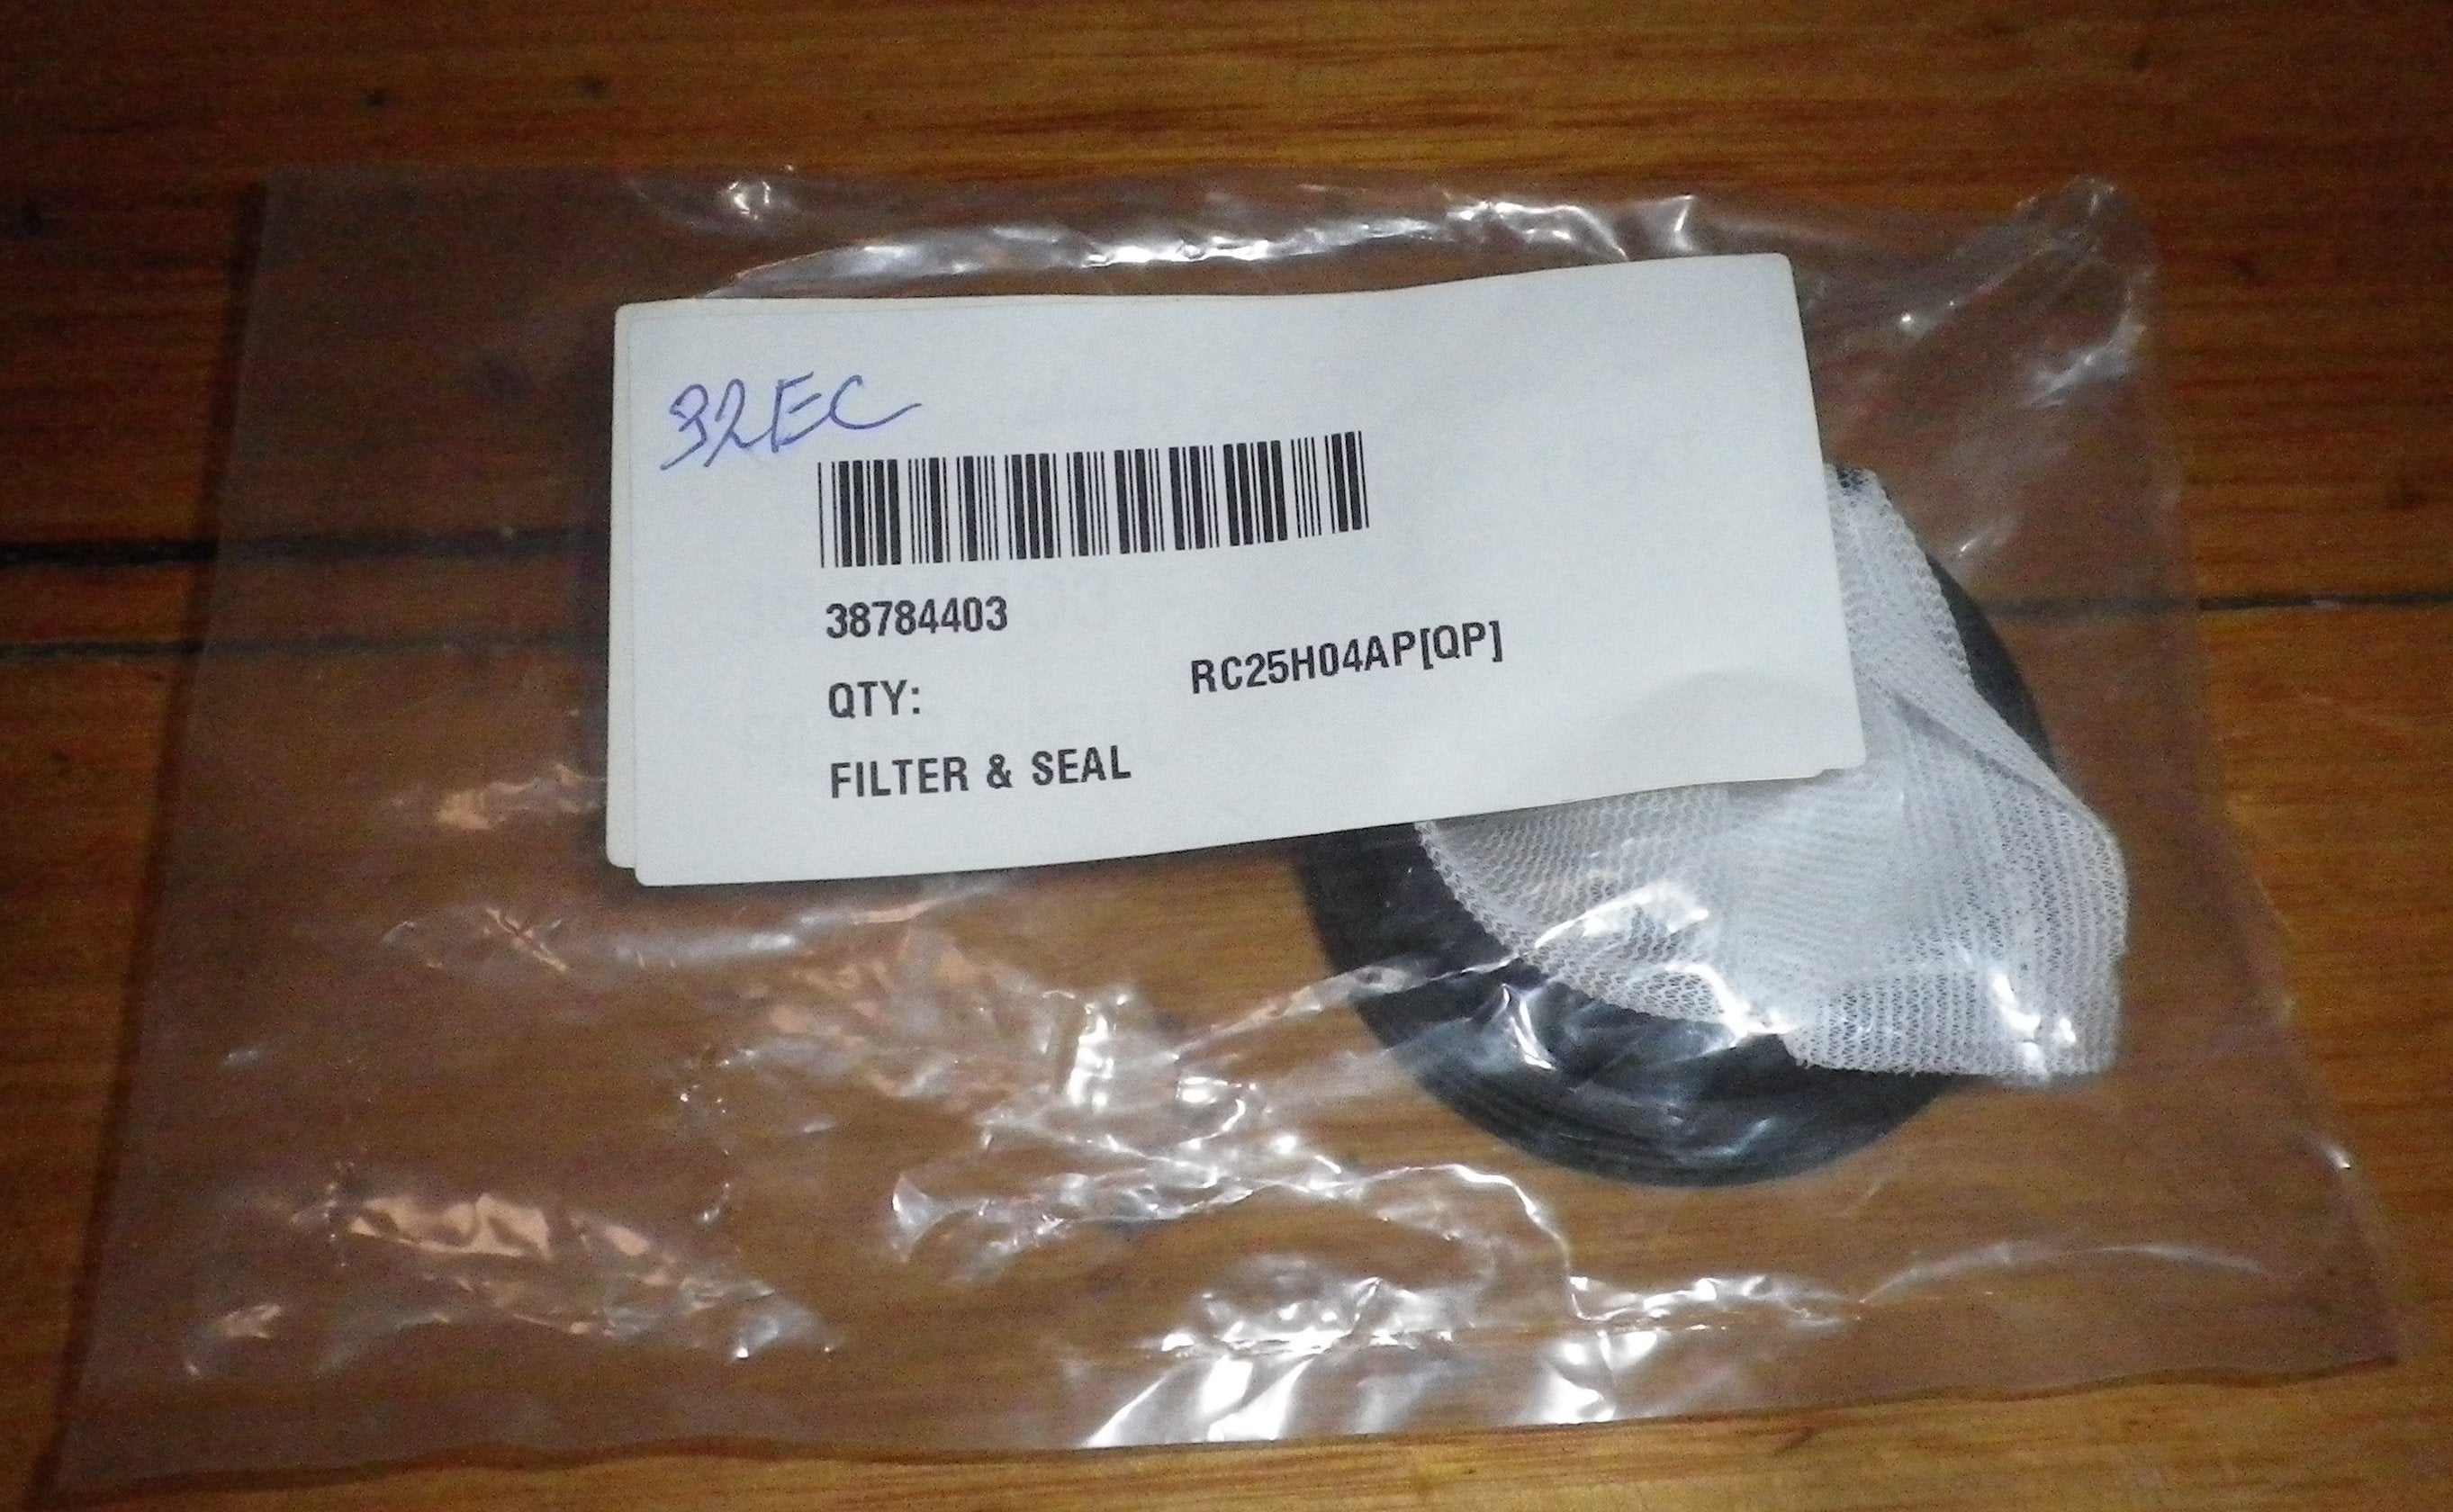 32EC
38784403
QTY:
RC25H04AP[QP]
FILTER & SEAL